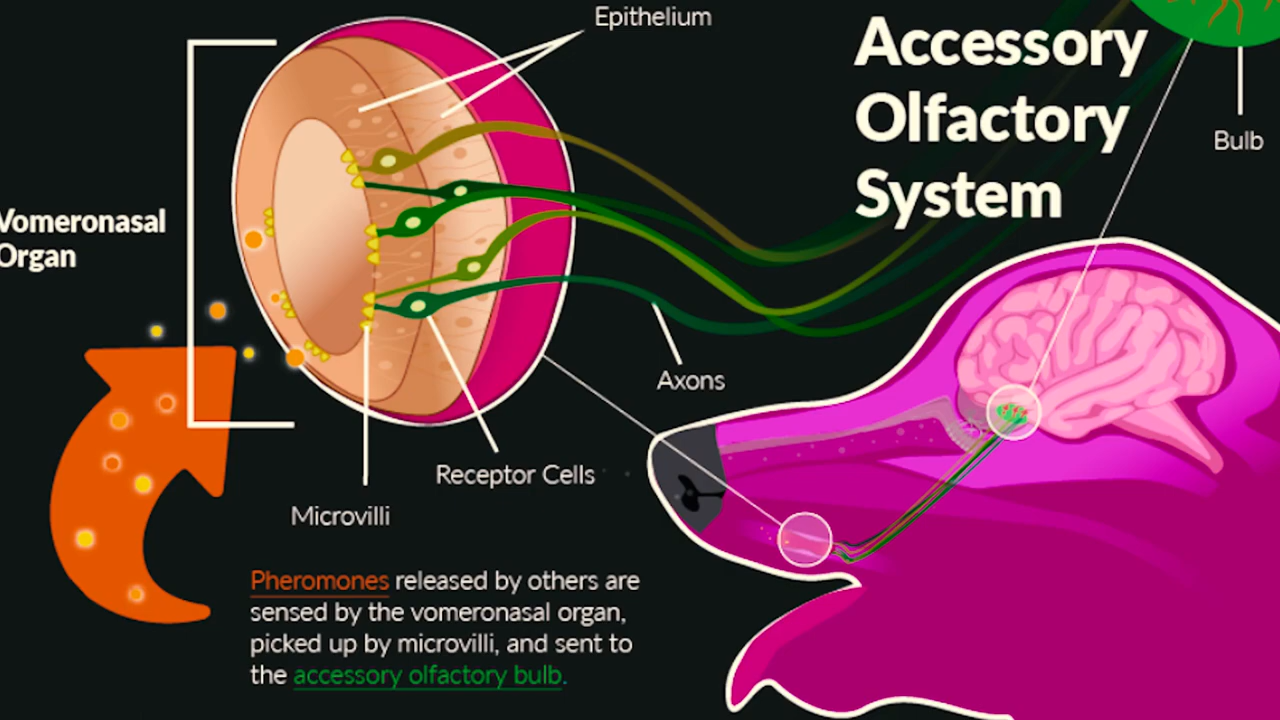 Epithelium
Accessory
Olfactory
System
Bulb
Vomeronasal
Organ
Axons
Receptor Cells
Microvilli
Pheromones released by others are
sensed by the vomeronasal organ,
picked up by microvilli, and sent to
the accessory olfactory bulb.